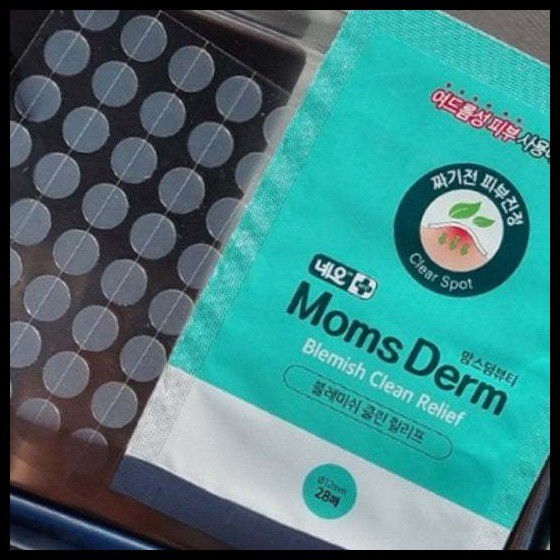 여드름성 피부 사용
짜기전 피부진정
Clear Spot
네오
Moms Derm
맘스덤뷰티
Blemish Clean Relief
블레미쉬 클린 릴리프
Ø12mm
28매